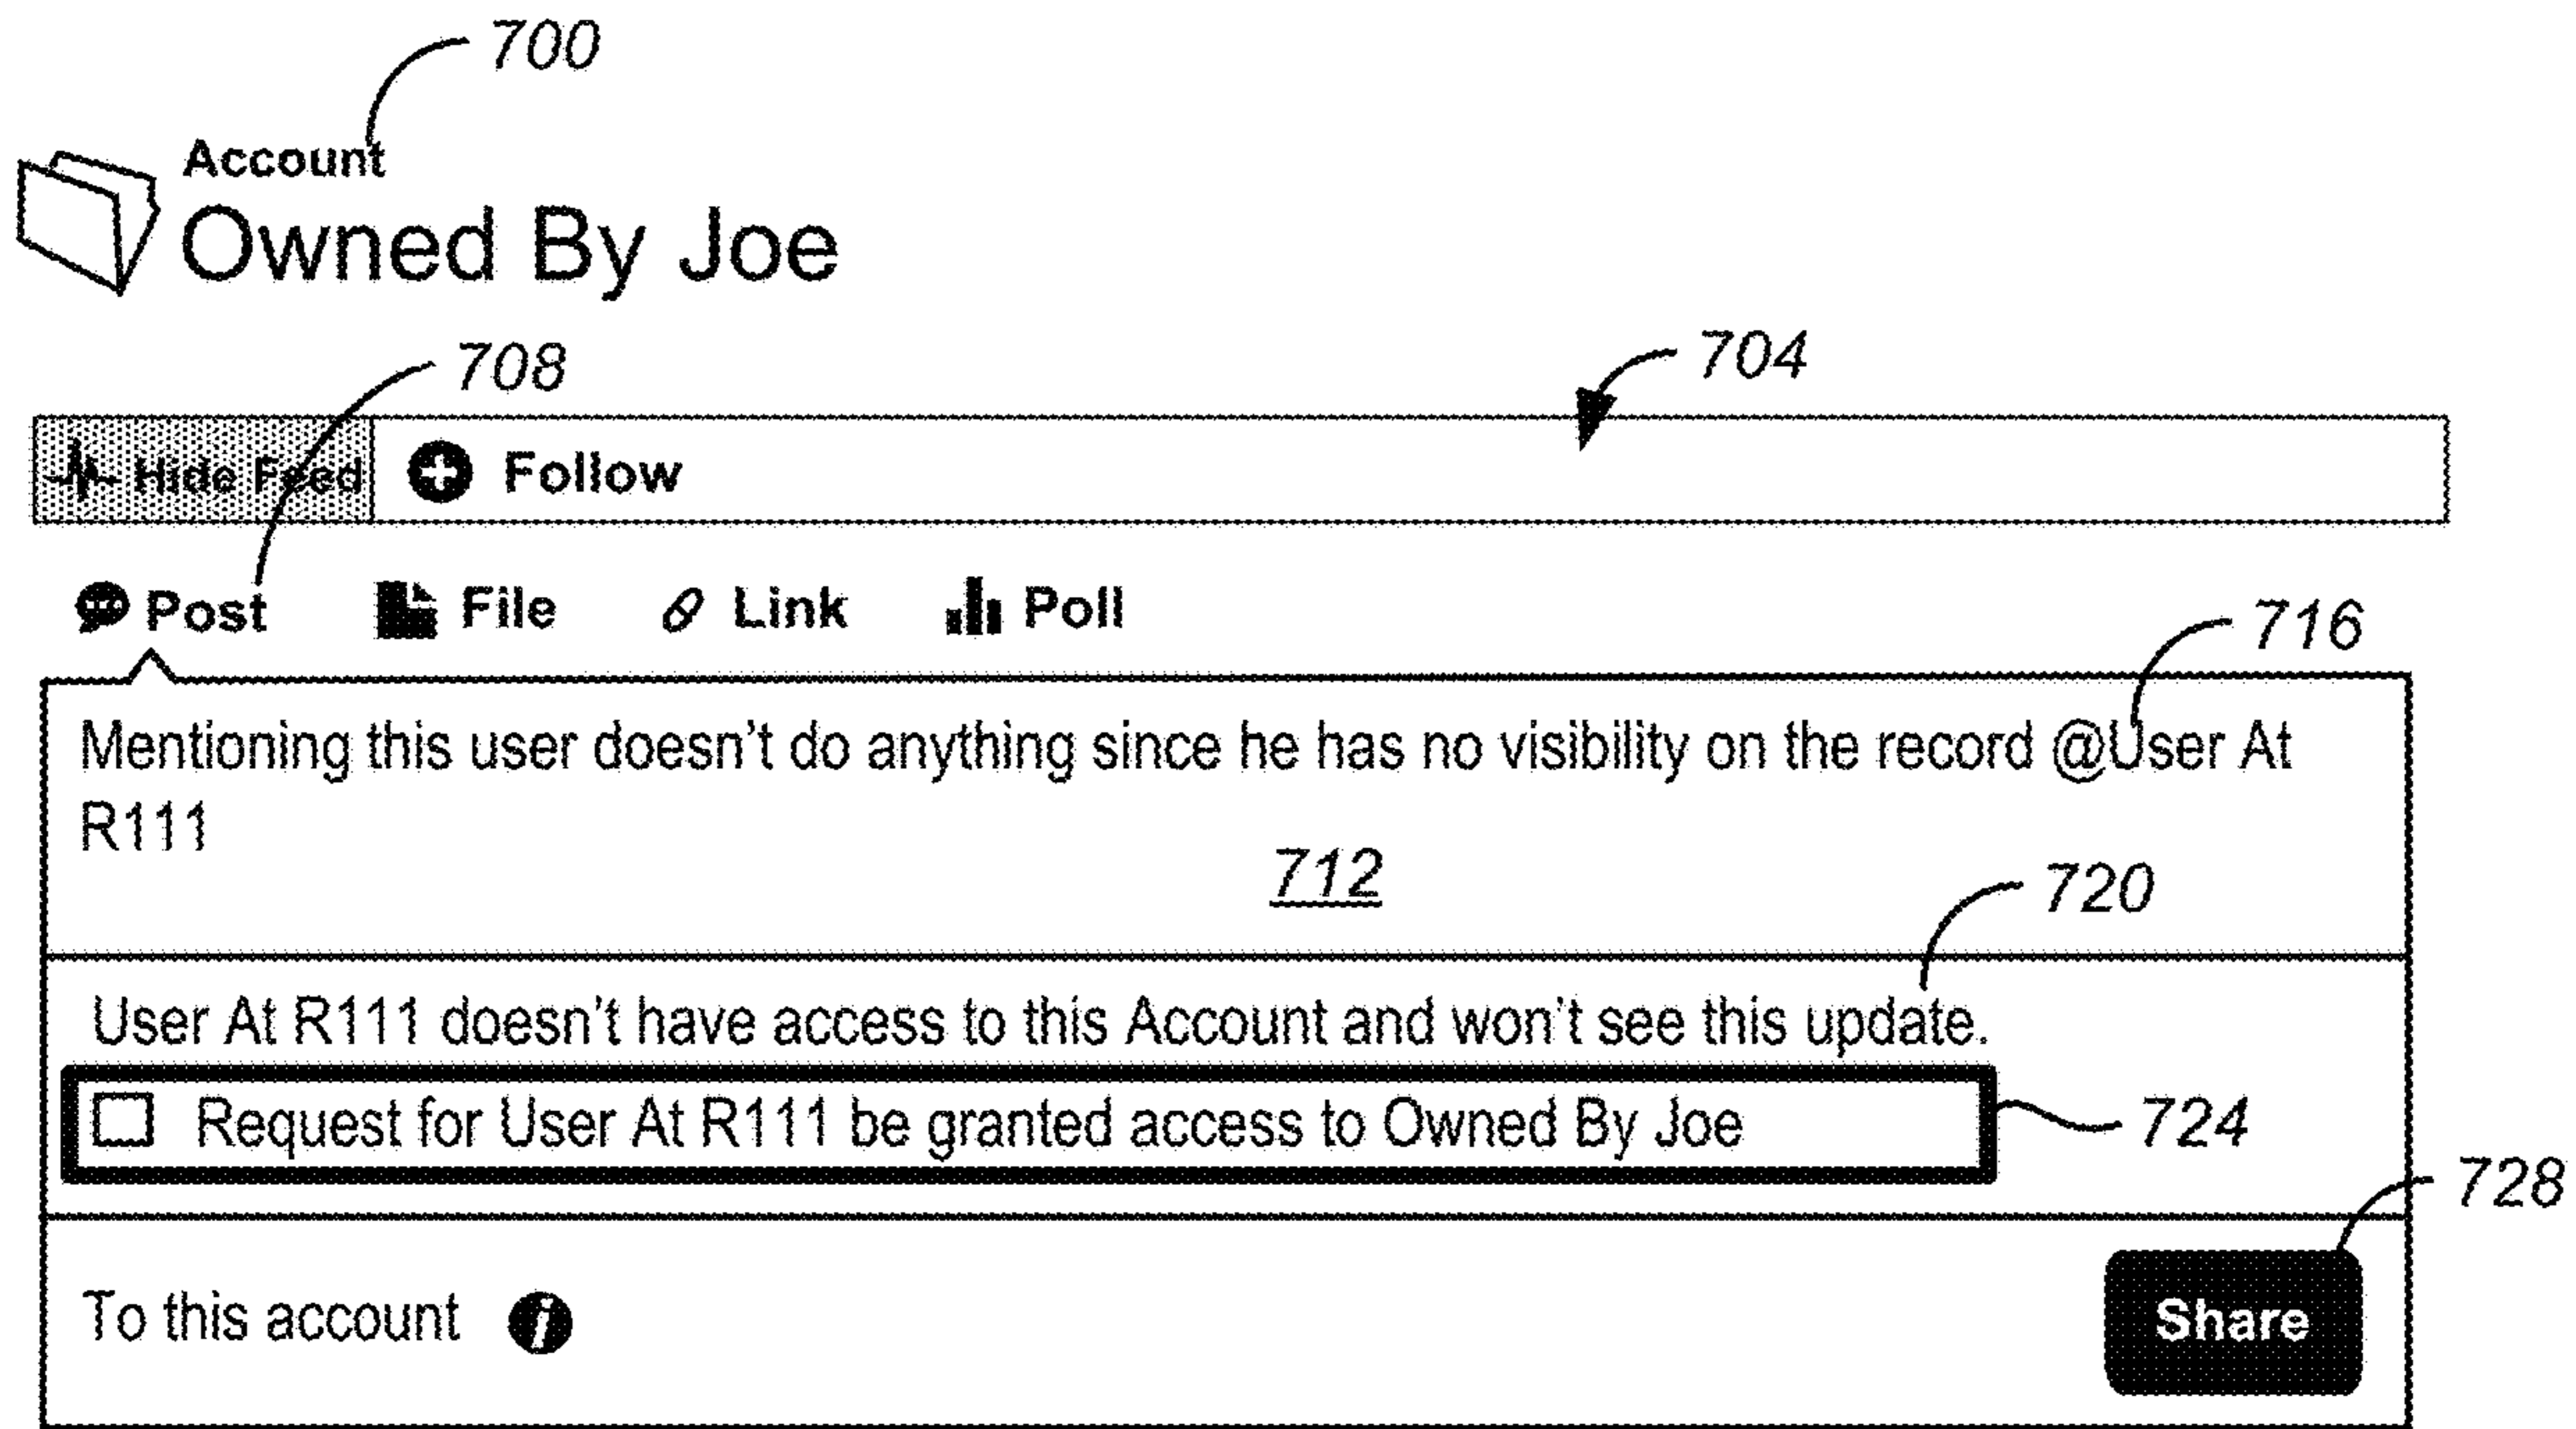 700
Account
Owned By Joe
708
704
Hide Feed Follow
Post File Link Poll
716
Mentioning this user doesn't do anything since he has no visibility on the record @User At
R111
712
720
User At R111 doesn't have access to this Account and won't see this update.
Request for User At R111 be granted access to Owned By Joe
724
728
To this account i
Share